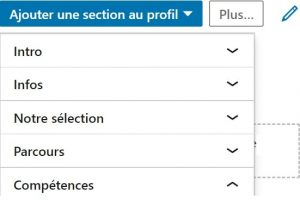 Ajouter une section au profil
Plus...
Intro
Infos
Notre sélection
Parcours
Compétences